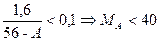 1,6 / (56 - A) < 0,1 ⇒ M_A < 40